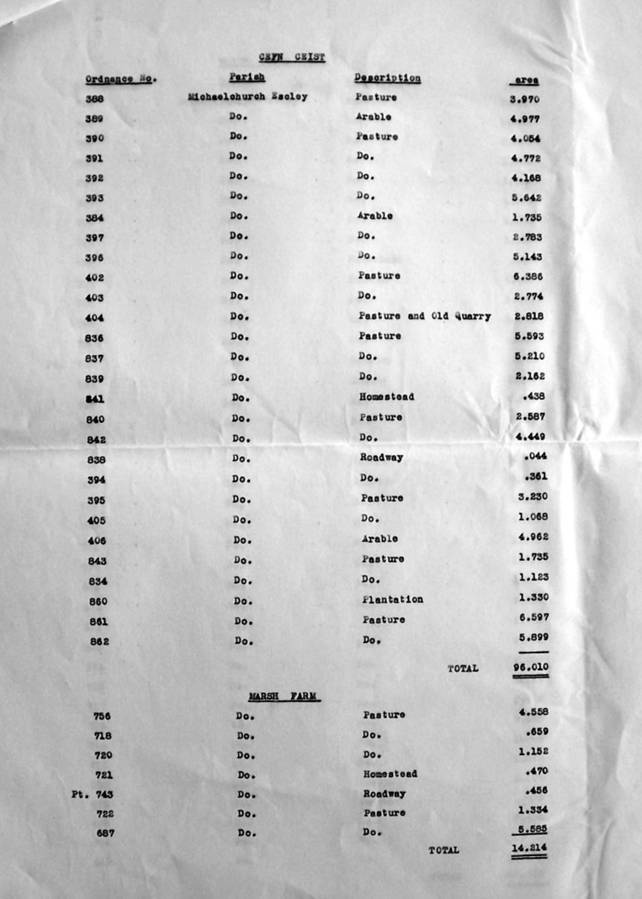 CEFN CEIST
Ordnance No. Parish Description area
388 Michaelchurch Escley Pasture 3.970
389 Do. Arable 4.977
390 Do. Pasture 4.054
391 Do. Do. 4.772
392 Do. Do. 4.168
393 Do. Do. 5.642
384 Do. Arable 1.735
397 Do. Do. 2.783
396 Do. Do. 5.143
402 Do. Pasture 6.386
403 Do. Do. 2.774
404 Do. Pasture and Old Quarry 2.818
836 Do. Pasture 5.593
837 Do. Do. 5.210
839 Do. Do. 2.162
841 Do. Homestead .438
840 Do. Pasture 2.587
842 Do. Do. 4.449
838 Do. Roadway .044
394 Do. Do. .361
395 Do. Pasture 3.230
405 Do. Do. 1.068
406 Do. Arable 4.962
843 Do. Pasture 1.735
834 Do. Do. 1.123
860 Do. Plantation 1.330
861 Do. Pasture 6.597
862 Do. Do. 5.899
TOTAL 96.010
MARSH FARM
756 Do. Pasture 4.558
718 Do. Do. .659
720 Do. Do. 1.152
721 Do. Homestead .470
Pt. 743 Do. Roadway .456
722 Do. Pasture 1.334
687 Do. Do. 5.585
TOTAL 14.214